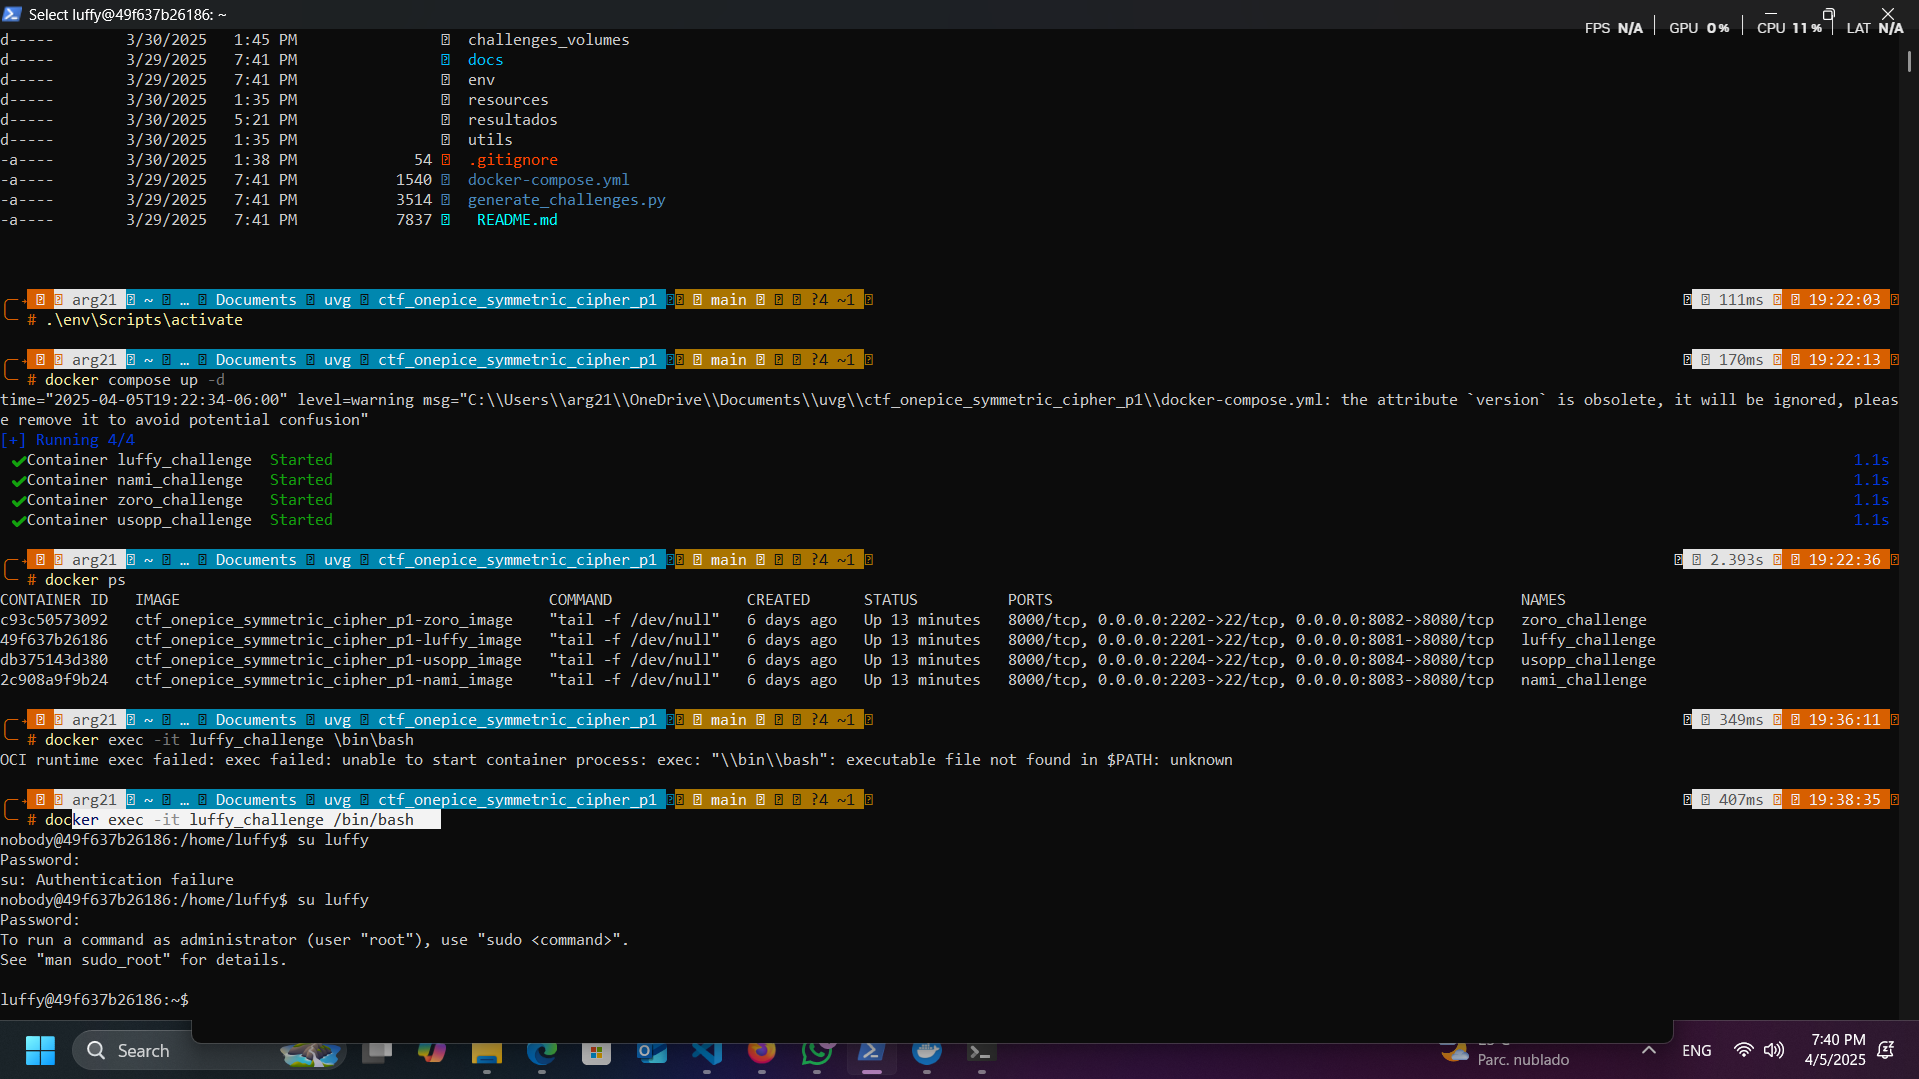 Select luffy@49f637b26186: ~
FPS N/A GPU 0% CPU 11% LAT N/A
d----- 3/30/2025 1:45 PM challenges_volumes
d----- 3/29/2025 7:41 PM docs
d----- 3/29/2025 7:41 PM env
d----- 3/30/2025 1:35 PM resources
d----- 3/30/2025 5:21 PM resultados
d----- 3/30/2025 1:35 PM utils
-a---- 3/30/2025 1:38 PM 54 .gitignore
-a---- 3/29/2025 7:41 PM 1540 docker-compose.yml
-a---- 3/29/2025 7:41 PM 3514 generate_challenges.py
-a---- 3/29/2025 7:41 PM 7837 README.md
arg21 ~ … Documents uvg ctf_onepice_symmetric_cipher_p1 main ?4 ~1 111ms 19:22:03
# .\env\Scripts\activate
arg21 ~ … Documents uvg ctf_onepice_symmetric_cipher_p1 main ?4 ~1 170ms 19:22:13
# docker compose up -d
time="2025-04-05T19:22:34-06:00" level=warning msg="C:\\Users\\arg21\\OneDrive\\Documents\\uvg\\ctf_onepice_symmetric_cipher_p1\\docker-compose.yml: the attribute `version` is obsolete, it will be ignored, pleas
e remove it to avoid potential confusion"
[+] Running 4/4
Container luffy_challenge Started 1.1s
Container nami_challenge Started 1.1s
Container zoro_challenge Started 1.1s
Container usopp_challenge Started 1.1s
arg21 ~ … Documents uvg ctf_onepice_symmetric_cipher_p1 main ?4 ~1 2.393s 19:22:36
# docker ps
CONTAINER ID IMAGE COMMAND CREATED STATUS PORTS NAMES
c93c50573092 ctf_onepice_symmetric_cipher_p1-zoro_image "tail -f /dev/null" 6 days ago Up 13 minutes 8000/tcp, 0.0.0.0:2202->22/tcp, 0.0.0.0:8082->8080/tcp zoro_challenge
49f637b26186 ctf_onepice_symmetric_cipher_p1-luffy_image "tail -f /dev/null" 6 days ago Up 13 minutes 8000/tcp, 0.0.0.0:2201->22/tcp, 0.0.0.0:8081->8080/tcp luffy_challenge
db375143d380 ctf_onepice_symmetric_cipher_p1-usopp_image "tail -f /dev/null" 6 days ago Up 13 minutes 8000/tcp, 0.0.0.0:2204->22/tcp, 0.0.0.0:8084->8080/tcp usopp_challenge
2c908a9f9b24 ctf_onepice_symmetric_cipher_p1-nami_image "tail -f /dev/null" 6 days ago Up 13 minutes 8000/tcp, 0.0.0.0:2203->22/tcp, 0.0.0.0:8083->8080/tcp nami_challenge
arg21 ~ … Documents uvg ctf_onepice_symmetric_cipher_p1 main ?4 ~1 349ms 19:36:11
# docker exec -it luffy_challenge \bin\bash
OCI runtime exec failed: exec failed: unable to start container process: exec: "\\bin\\bash": executable file not found in $PATH: unknown
arg21 ~ … Documents uvg ctf_onepice_symmetric_cipher_p1 main ?4 ~1 407ms 19:38:35
# docker exec -it luffy_challenge /bin/bash
nobody@49f637b26186:/home/luffy$ su luffy
Password:
su: Authentication failure
nobody@49f637b26186:/home/luffy$ su luffy
Password:
To run a command as administrator (user "root"), use "sudo <command>".
See "man sudo_root" for details.
luffy@49f637b26186:~$
Search
Parc. nublado
ENG
7:40 PM
4/5/2025